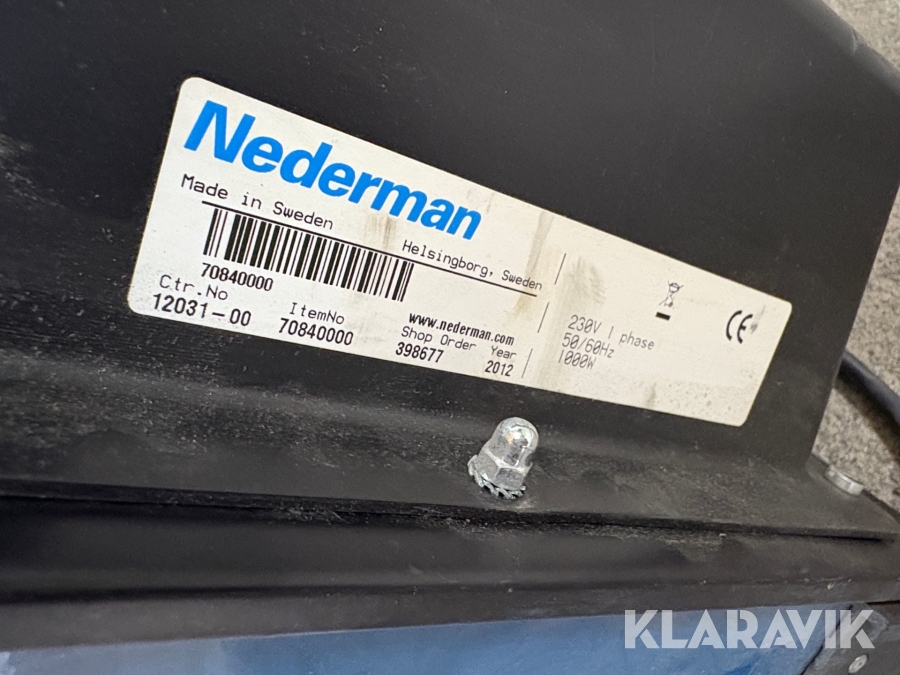 Nederman
Made in Sweden
Helsingborg, Sweden
70840000
Ctr.No ItemNo www.nederman.com
12031-00 70840000 Shop Order Year
398677 2012
230V 1 phase
50/60Hz
1000W
CE
KLARAVIK